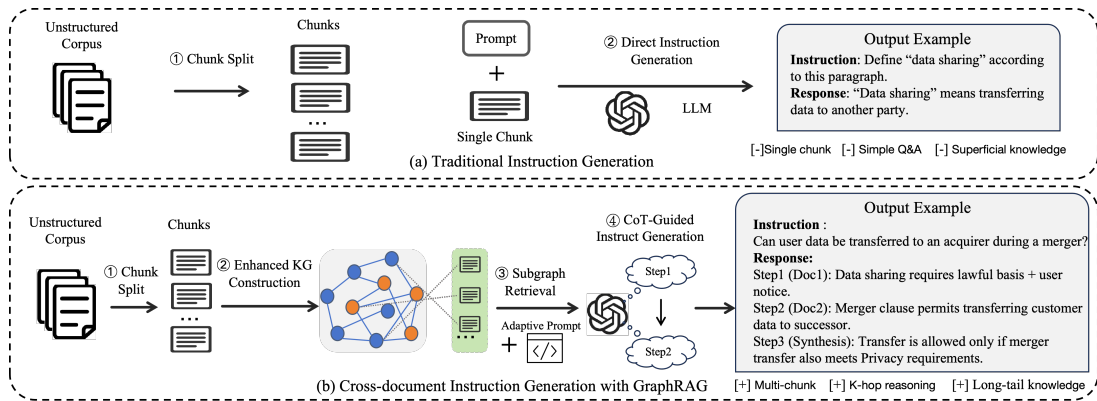 Unstructured
Corpus
① Chunk Split
Chunks
...
Prompt
+
Single Chunk
② Direct Instruction
Generation
LLM
Output Example
Instruction: Define “data sharing” according
to this paragraph.
Response: “Data sharing” means transferring
data to another party.
[-]Single chunk [-] Simple Q&A [-] Superficial knowledge
(a) Traditional Instruction Generation
Unstructured
Corpus
① Chunk
Split
Chunks
...
② Enhanced KG
Construction
...
③ Subgraph
Retrieval
Adaptive Prompt
+ </>
④ CoT-Guided
Instruct Generation
Step1
Step2
Output Example
Instruction :
Can user data be transferred to an acquirer during a merger?
Response:
Step1 (Doc1): Data sharing requires lawful basis + user
notice.
Step2 (Doc2): Merger clause permits transferring customer
data to successor.
Step3 (Synthesis): Transfer is allowed only if merger
transfer also meets Privacy requirements.
[+] Multi-chunk [+] K-hop reasoning [+] Long-tail knowledge
(b) Cross-document Instruction Generation with GraphRAG